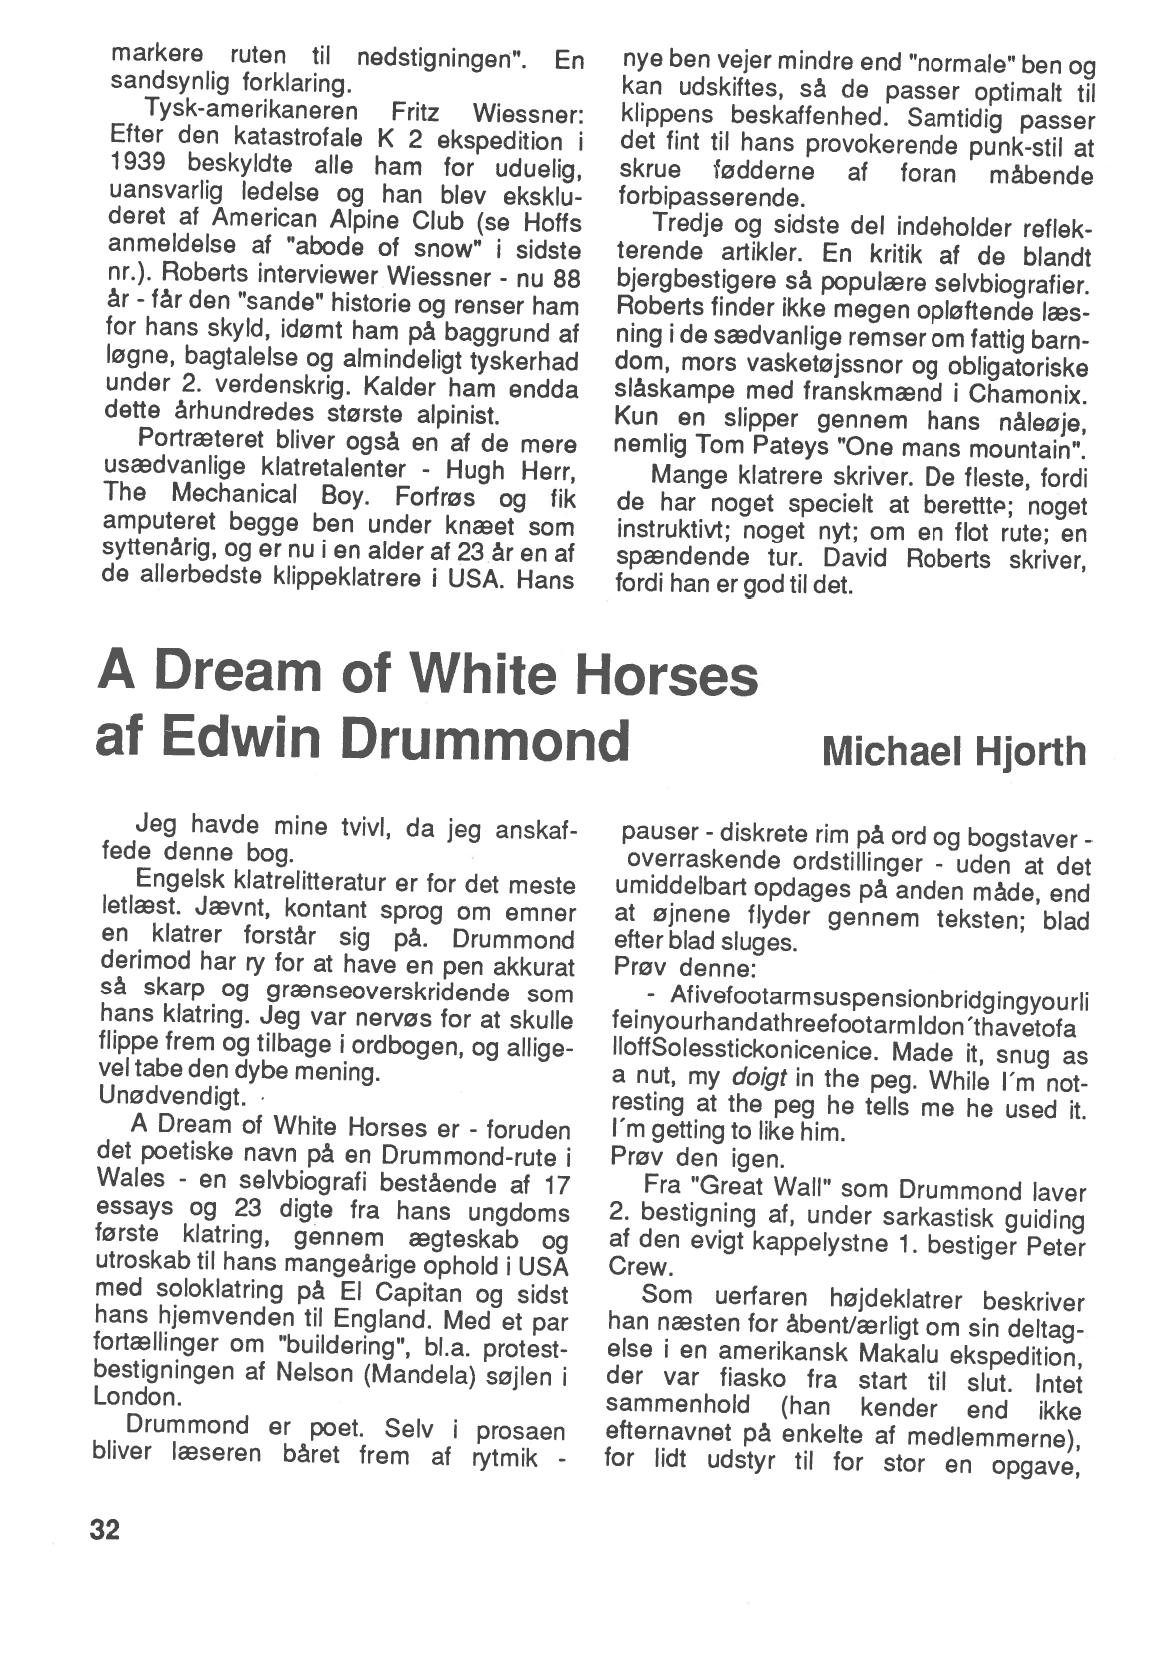 markere ruten til nedstigningen". En
sandsynlig forklaring.
Tysk-amerikaneren Fritz Wiessner:
Efter den katastrofale K 2 ekspedition i
1939 beskyldte alle ham for uduelig,
uansvarlig ledelse og han blev eksklu-
deret af American Alpine Club (se Hoffs
anmeldelse af "abode of snow" i sidste
nr.). Roberts interviewer Wiessner - nu 88
år - får den "sande" historie og renser ham
for hans skyld, idømt ham på baggrund af
løgne, bagtalelse og almindeligt tyskerhad
under 2. verdenskrig. Kalder ham endda
dette århundredes største alpinist.
Portræteret bliver også en af de mere
usædvanlige klatretalenter - Hugh Herr,
The Mechanical Boy. Forfrøs og fik
amputeret begge ben under knæet som
syttenårig, og er nu i en alder af 23 år en af
de allerbedste klippeklatrere i USA. Hans
nye ben vejer mindre end "normale" ben og
kan udskiftes, så de passer optimalt til
klippens beskaffenhed. Samtidig passer
det fint til hans provokerende punk-stil at
skrue fødderne af foran måbende
forbipasserende.
Tredje og sidste del indeholder reflek-
terende artikler. En kritik af de blandt
bjergbestigere så populære selvbiografier.
Roberts finder ikke megen opløftende læs-
ning i de sædvanlige remser om fattig barn-
dom, mors vasketøjssnor og obligatoriske
slåskampe med franskmænd i Chamonix.
Kun en slipper gennem hans nåleøje,
nemlig Tom Pateys "One mans mountain".
Mange klatrere skriver. De fleste, fordi
de har noget specielt at berettte; noget
instruktivt; noget nyt; om en flot rute; en
spændende tur. David Roberts skriver,
fordi han er god til det.
A Dream of White Horses
af Edwin Drummond
Michael Hjorth
Jeg havde mine tvivl, da jeg anskaf-
fede denne bog.
Engelsk klatrelitteratur er for det meste
letlæst. Jævnt, kontant sprog om emner
en klatrer forstår sig på. Drummond
derimod har ry for at have en pen akkurat
så skarp og grænseoverskridende som
hans klatring. Jeg var nervøs for at skulle
flippe frem og tilbage i ordbogen, og allige-
vel tabe den dybe mening.
Unødvendigt.
A Dream of White Horses er - foruden
det poetiske navn på en Drummond-rute i
Wales - en selvbiografi bestående af 17
essays og 23 digte fra hans ungdoms
første klatring, gennem ægteskab og
utroskab til hans mangeårige ophold i USA
med soloklatring på El Capitan og sidst
hans hjemvenden til England. Med et par
fortællinger om "buildering", bl.a. protest-
bestigningen af Nelson (Mandela) søjlen i
London.
Drummond er poet. Selv i prosaen
bliver læseren båret frem af rytmik -
pauser - diskrete rim på ord og bogstaver -
overraskende ordstillinger - uden at det
umiddelbart opdages på anden måde, end
at øjnene flyder gennem teksten; blad
efter blad sluges.
Prøv denne:
- Afivefootarmsuspensionbridgingyourli
feinyourhandathreefootarmIdon´thavetofa
lloffSolesstickonicenice. Made it, snug as
a nut, my doigt in the peg. While I´m not-
resting at the peg he tells me he used it.
I´m getting to like him.
Prøv den igen.
Fra "Great Wall" som Drummond laver
2. bestigning af, under sarkastisk guiding
af den evigt kappelystne 1. bestiger Peter
Crew.
Som uerfaren højdeklatrer beskriver
han næsten for åbent/ærligt om sin deltag-
else i en amerikansk Makalu ekspedition,
der var fiasko fra start til slut. Intet
sammenhold (han kender end ikke
efternavnet på enkelte af medlemmerne),
for lidt udstyr til for stor en opgave,
32